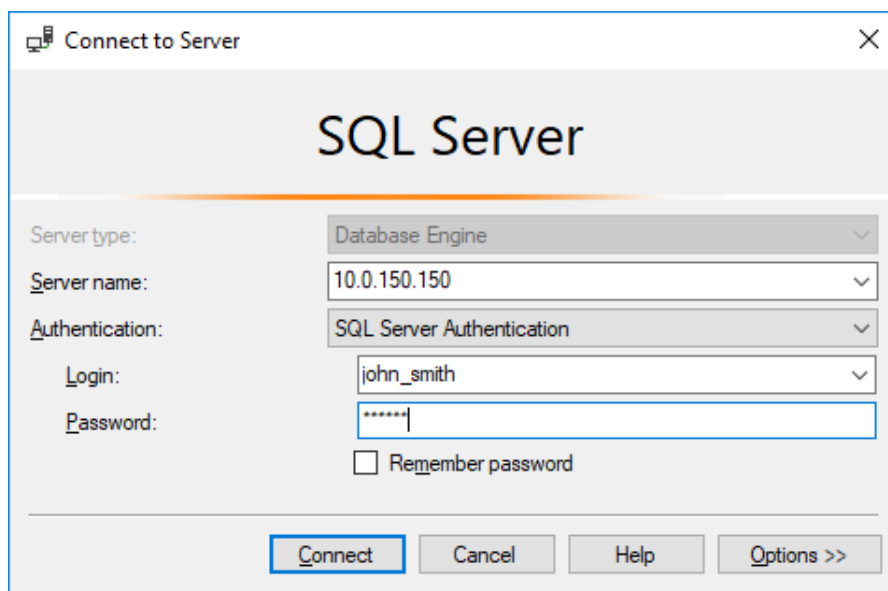 Connect to Server
SQL Server
Server type: Database Engine
Server name: 10.0.150.150
Authentication: SQL Server Authentication
Login: john_smith
Password: ******
Remember password
Connect Cancel Help Options >>